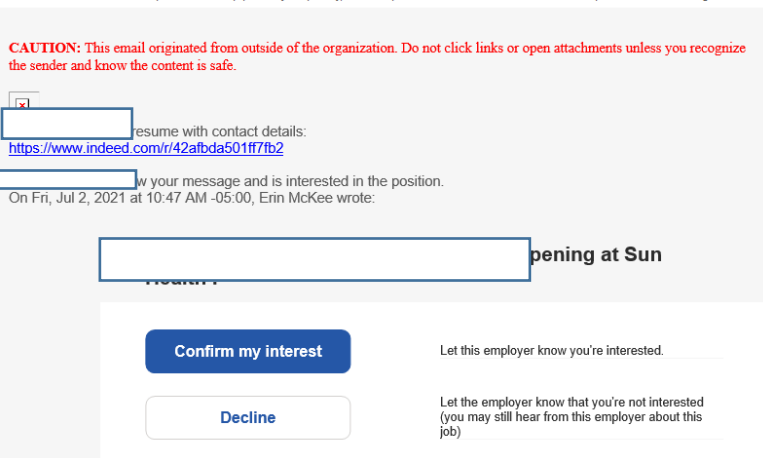 CAUTION: This email originated from outside of the organization. Do not click links or open attachments unless you recognize
the sender and know the content is safe.
resume with contact details:
https://www.indeed.com/r/42afbda501ff7fb2
your message and is interested in the position.
On Fri, Jul 2, 2021 at 10:47 AM -05:00, Erin McKee wrote:
pening at Sun
Confirm my interest
Let this employer know you're interested.
Decline
Let the employer know that you're not interested
(you may still hear from this employer about this
job)